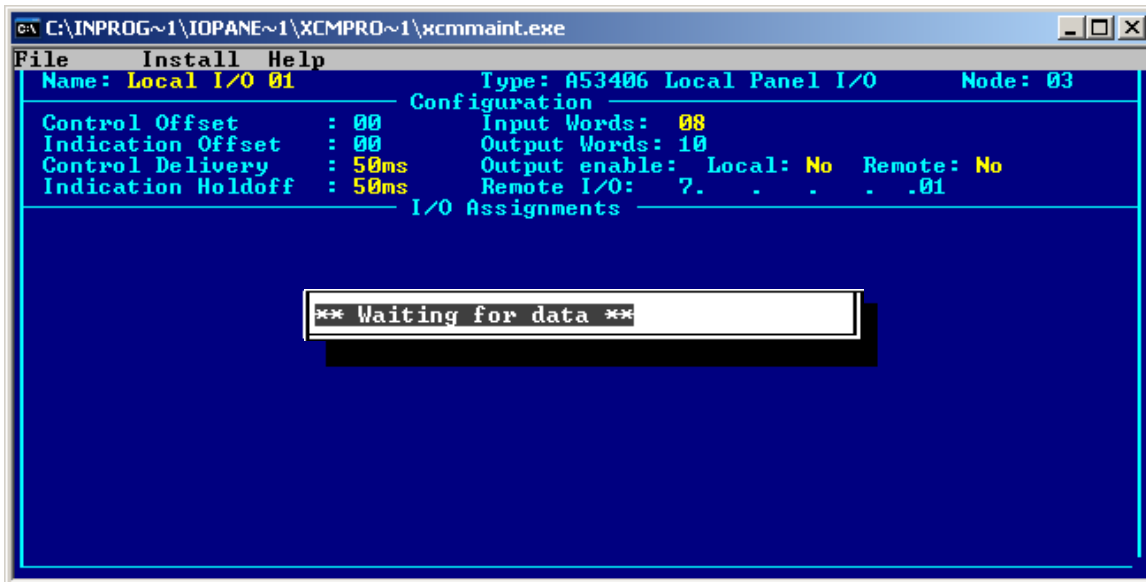 C:\INPROG~1\IOPANE~1\XCMPRO~1\xcmmaint.exe
File Install Help
Name: Local I/O 01 Type: A53406 Local Panel I/O Node: 03
Configuration
Control Offset : 00 Input Words: 08
Indication Offset : 00 Output Words: 10
Control Delivery : 50ms Output enable: Local: No Remote: No
Indication Holdoff : 50ms Remote I/O: 7. . . . .01
I/O Assignments
** Waiting for data **